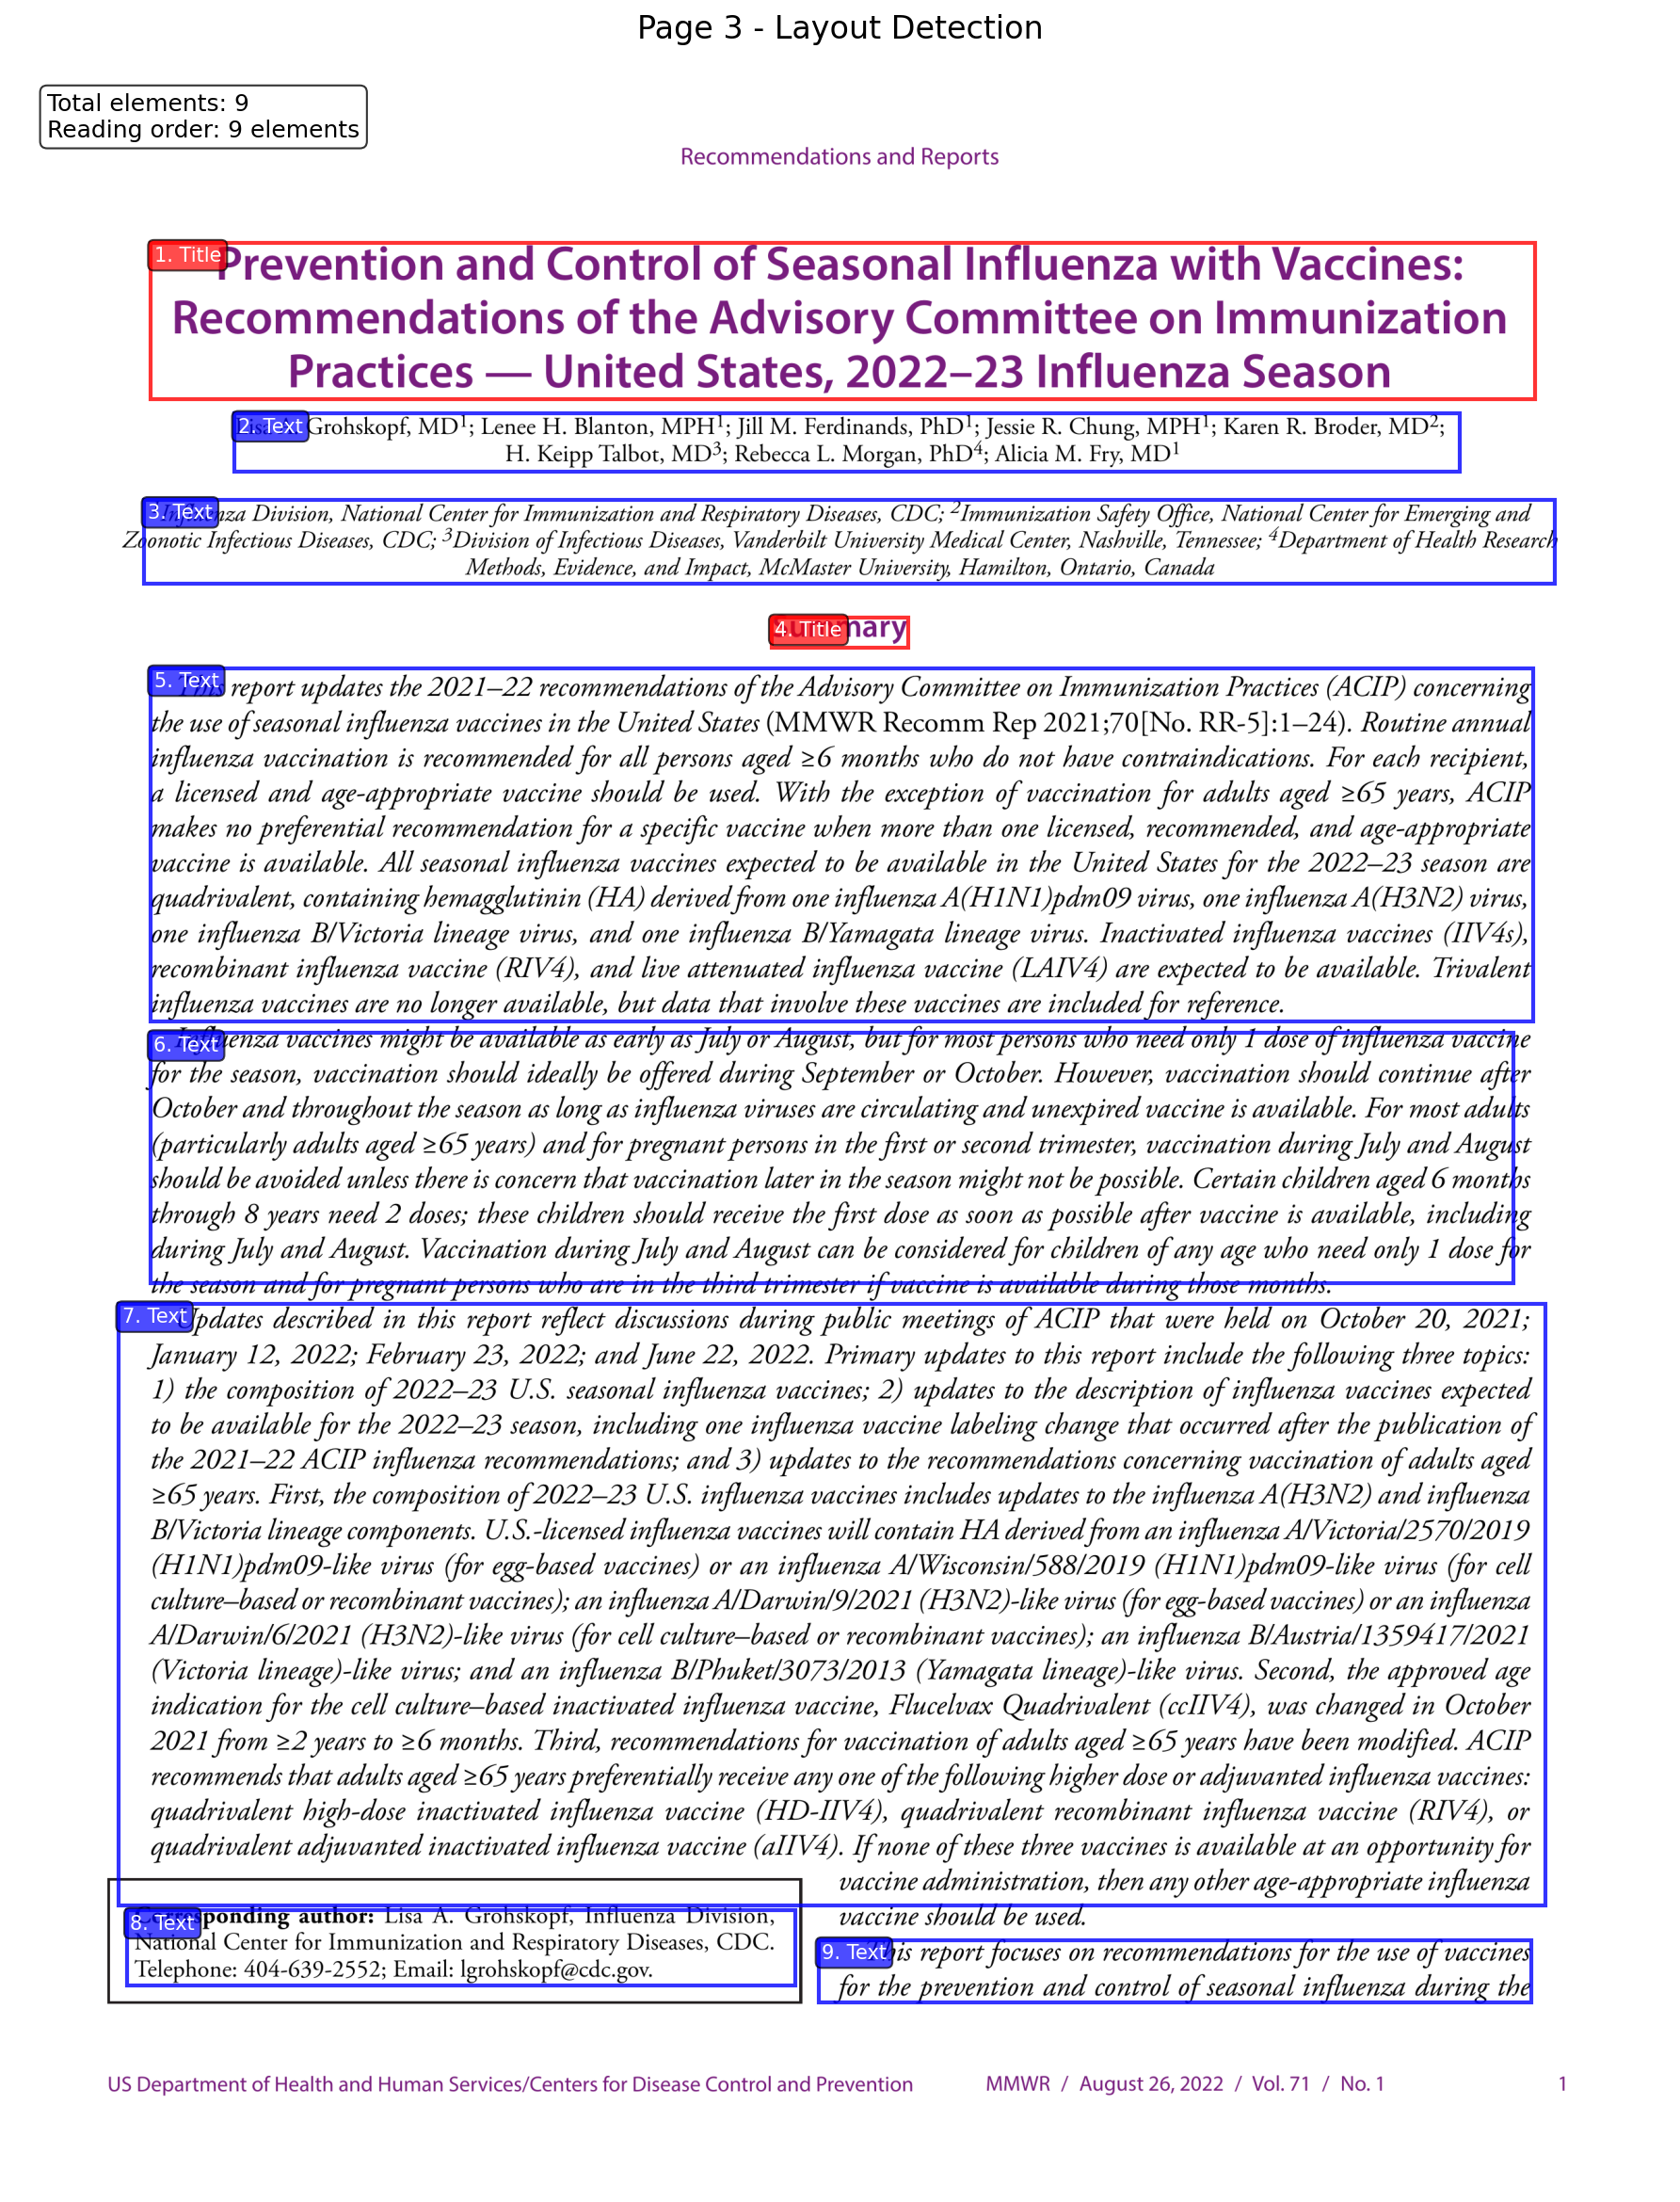 Page 3 - Layout Detection
Total elements: 9
Reading order: 9 elements
Recommendations and Reports
1. Title
Prevention and Control of Seasonal Influenza with Vaccines:
Recommendations of the Advisory Committee on Immunization
Practices — United States, 2022–23 Influenza Season
2. Text
Grohskopf, MD1; Lenee H. Blanton, MPH1; Jill M. Ferdinands, PhD1; Jessie R. Chung, MPH1; Karen R. Broder, MD2;
H. Keipp Talbot, MD3; Rebecca L. Morgan, PhD4; Alicia M. Fry, MD1
3. Text
Influenza Division, National Center for Immunization and Respiratory Diseases, CDC; 2Immunization Safety Office, National Center for Emerging and
Zoonotic Infectious Diseases, CDC; 3Division of Infectious Diseases, Vanderbilt University Medical Center, Nashville, Tennessee; 4Department of Health Research
Methods, Evidence, and Impact, McMaster University, Hamilton, Ontario, Canada
4. Title
Summary
5. Text
This report updates the 2021–22 recommendations of the Advisory Committee on Immunization Practices (ACIP) concerning
the use of seasonal influenza vaccines in the United States (MMWR Recomm Rep 2021;70[No. RR-5]:1–24). Routine annual
influenza vaccination is recommended for all persons aged ≥6 months who do not have contraindications. For each recipient,
a licensed and age-appropriate vaccine should be used. With the exception of vaccination for adults aged ≥65 years, ACIP
makes no preferential recommendation for a specific vaccine when more than one licensed, recommended, and age-appropriate
vaccine is available. All seasonal influenza vaccines expected to be available in the United States for the 2022–23 season are
quadrivalent, containing hemagglutinin (HA) derived from one influenza A(H1N1)pdm09 virus, one influenza A(H3N2) virus,
one influenza B/Victoria lineage virus, and one influenza B/Yamagata lineage virus. Inactivated influenza vaccines (IIV4s),
recombinant influenza vaccine (RIV4), and live attenuated influenza vaccine (LAIV4) are expected to be available. Trivalent
influenza vaccines are no longer available, but data that involve these vaccines are included for reference.
6. Text
Influenza vaccines might be available as early as July or August, but for most persons who need only 1 dose of influenza vaccine
for the season, vaccination should ideally be offered during September or October. However, vaccination should continue after
October and throughout the season as long as influenza viruses are circulating and unexpired vaccine is available. For most adults
(particularly adults aged ≥65 years) and for pregnant persons in the first or second trimester, vaccination during July and August
should be avoided unless there is concern that vaccination later in the season might not be possible. Certain children aged 6 months
through 8 years need 2 doses; these children should receive the first dose as soon as possible after vaccine is available, including
during July and August. Vaccination during July and August can be considered for children of any age who need only 1 dose for
the season and for pregnant persons who are in the third trimester if vaccine is available during those months.
7. Text
Updates described in this report reflect discussions during public meetings of ACIP that were held on October 20, 2021;
January 12, 2022; February 23, 2022; and June 22, 2022. Primary updates to this report include the following three topics:
1) the composition of 2022–23 U.S. seasonal influenza vaccines; 2) updates to the description of influenza vaccines expected
to be available for the 2022–23 season, including one influenza vaccine labeling change that occurred after the publication of
the 2021–22 ACIP influenza recommendations; and 3) updates to the recommendations concerning vaccination of adults aged
≥65 years. First, the composition of 2022–23 U.S. influenza vaccines includes updates to the influenza A(H3N2) and influenza
B/Victoria lineage components. U.S.-licensed influenza vaccines will contain HA derived from an influenza A/Victoria/2570/2019
(H1N1)pdm09-like virus (for egg-based vaccines) or an influenza A/Wisconsin/588/2019 (H1N1)pdm09-like virus (for cell
culture–based or recombinant vaccines); an influenza A/Darwin/9/2021 (H3N2)-like virus (for egg-based vaccines) or an influenza
A/Darwin/6/2021 (H3N2)-like virus (for cell culture–based or recombinant vaccines); an influenza B/Austria/1359417/2021
(Victoria lineage)-like virus; and an influenza B/Phuket/3073/2013 (Yamagata lineage)-like virus. Second, the approved age
indication for the cell culture–based inactivated influenza vaccine, Flucelvax Quadrivalent (ccIIV4), was changed in October
2021 from ≥2 years to ≥6 months. Third, recommendations for vaccination of adults aged ≥65 years have been modified. ACIP
recommends that adults aged ≥65 years preferentially receive any one of the following higher dose or adjuvanted influenza vaccines:
quadrivalent high-dose inactivated influenza vaccine (HD-IIV4), quadrivalent recombinant influenza vaccine (RIV4), or
quadrivalent adjuvanted inactivated influenza vaccine (aIIV4). If none of these three vaccines is available at an opportunity for
vaccine administration, then any other age-appropriate influenza
vaccine should be used.
8. Text
Corresponding author: Lisa A. Grohskopf, Influenza Division,
National Center for Immunization and Respiratory Diseases, CDC.
Telephone: 404-639-2552; Email: lgrohskopf@cdc.gov.
9. Text
This report focuses on recommendations for the use of vaccines
for the prevention and control of seasonal influenza during the
US Department of Health and Human Services/Centers for Disease Control and Prevention
MMWR / August 26, 2022 / Vol. 71 / No. 1
1